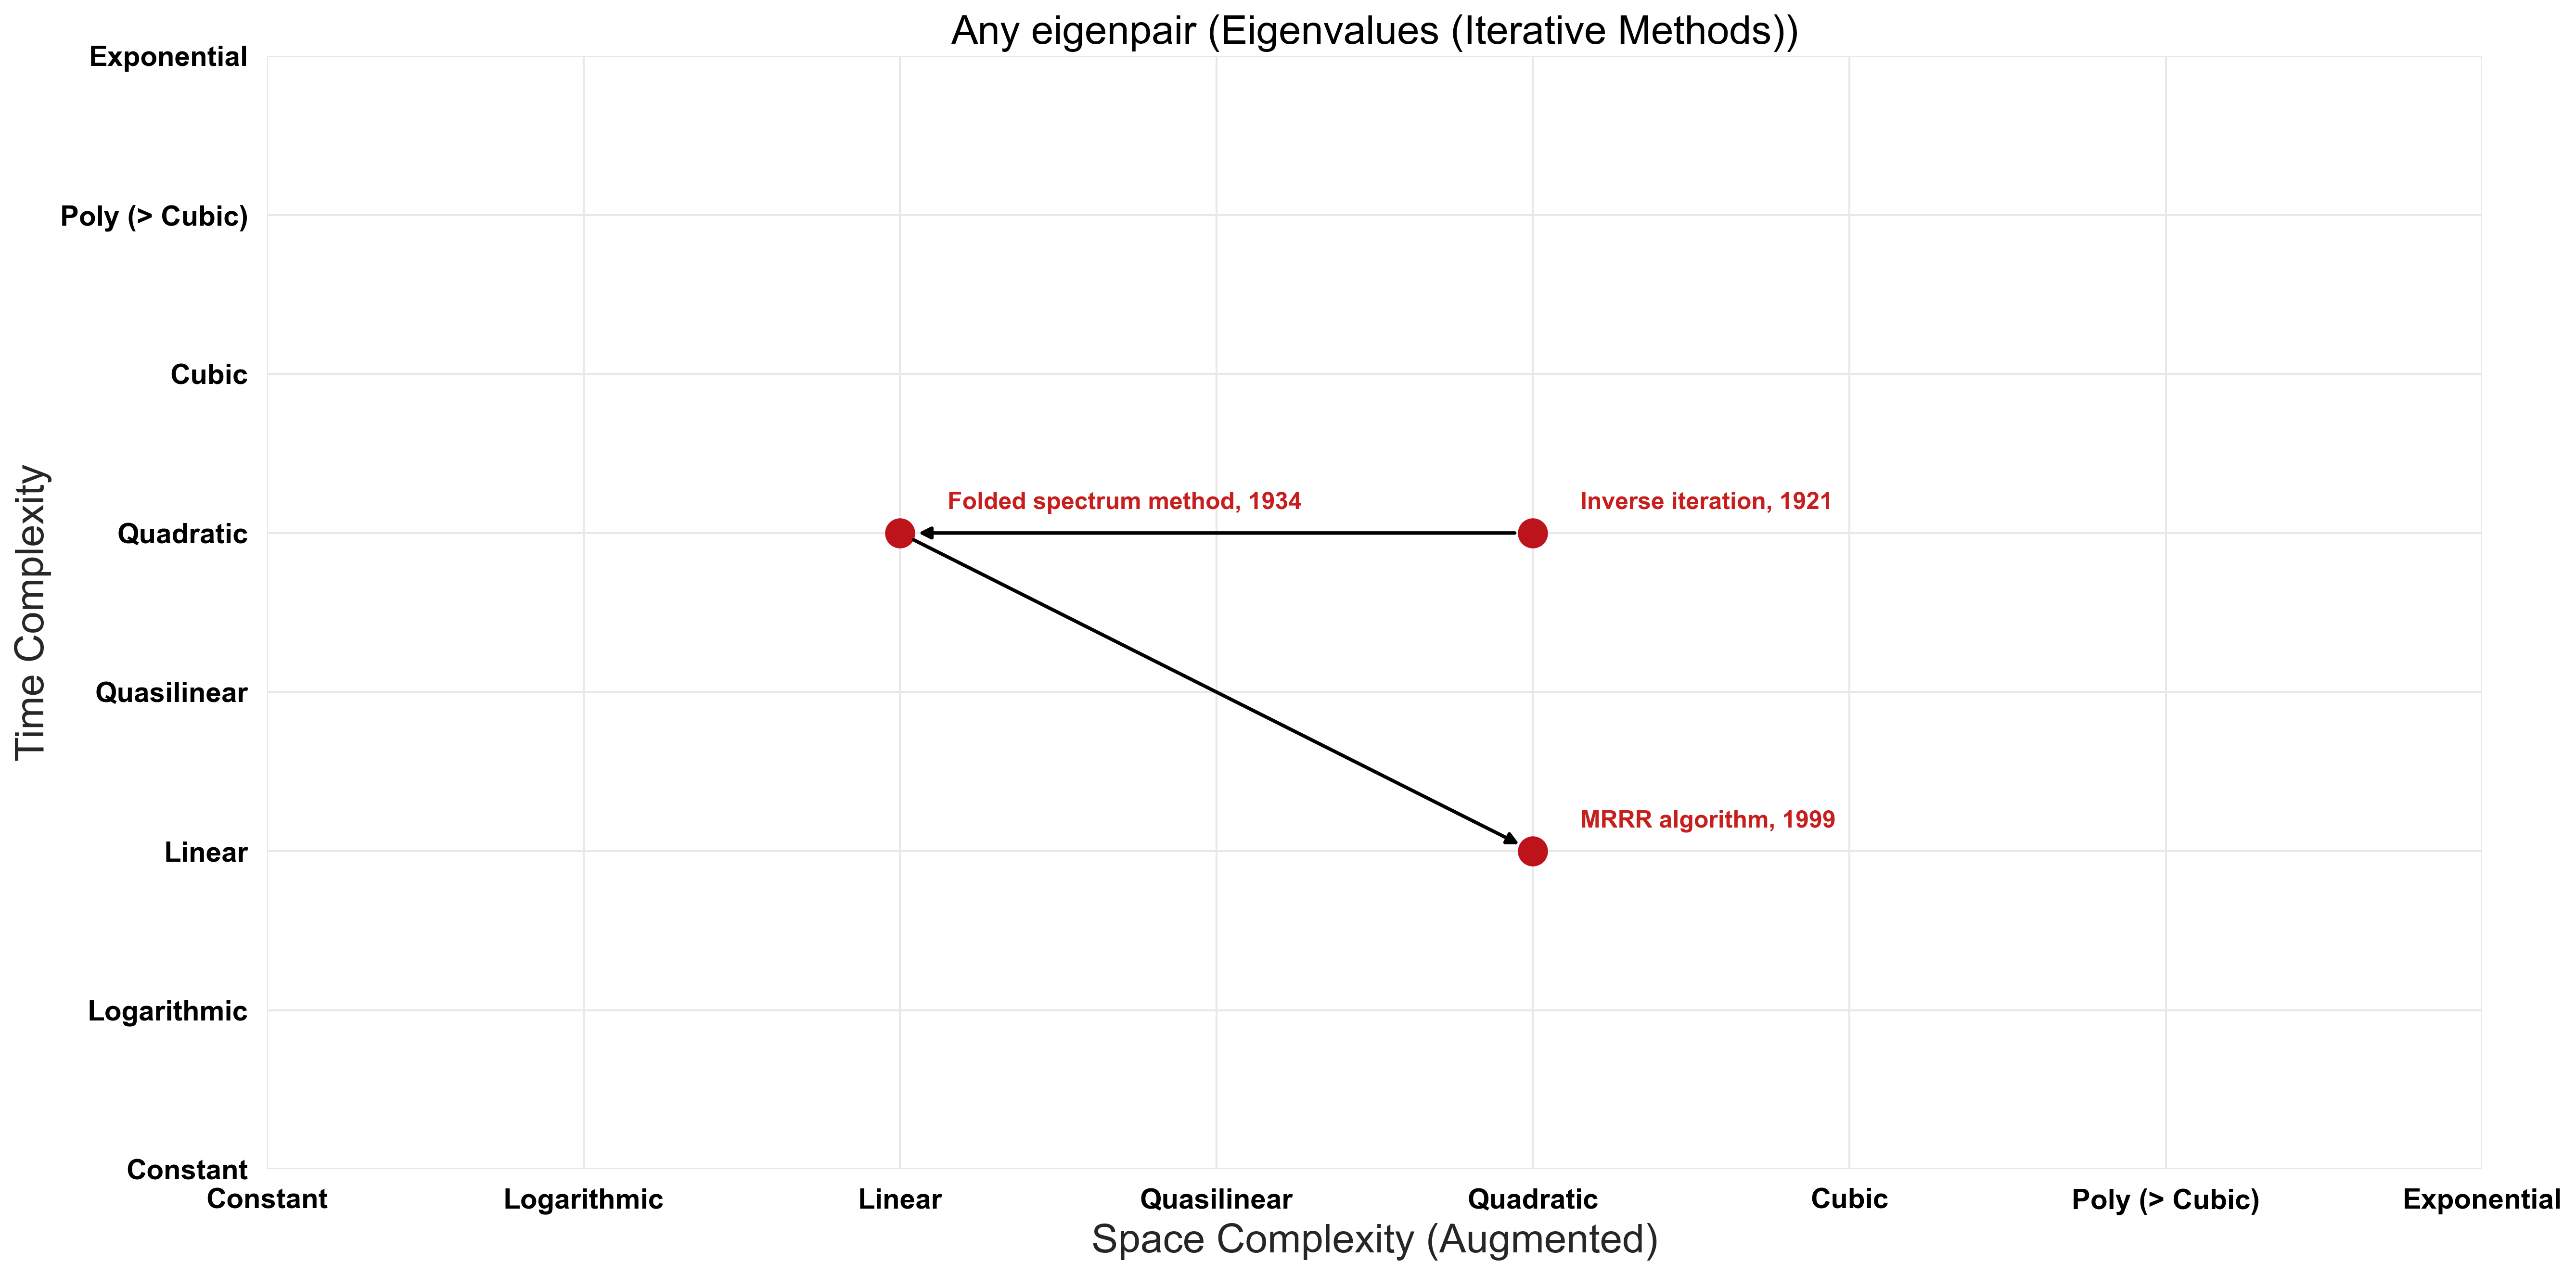 Any eigenpair (Eigenvalues (Iterative Methods))
Exponential
Poly (> Cubic)
Cubic
Quadratic
Quasilinear
Linear
Logarithmic
Constant
Time Complexity
Folded spectrum method, 1934
Inverse iteration, 1921
MRRR algorithm, 1999
Constant
Logarithmic
Linear
Quasilinear
Quadratic
Cubic
Poly (> Cubic)
Exponential
Space Complexity (Augmented)